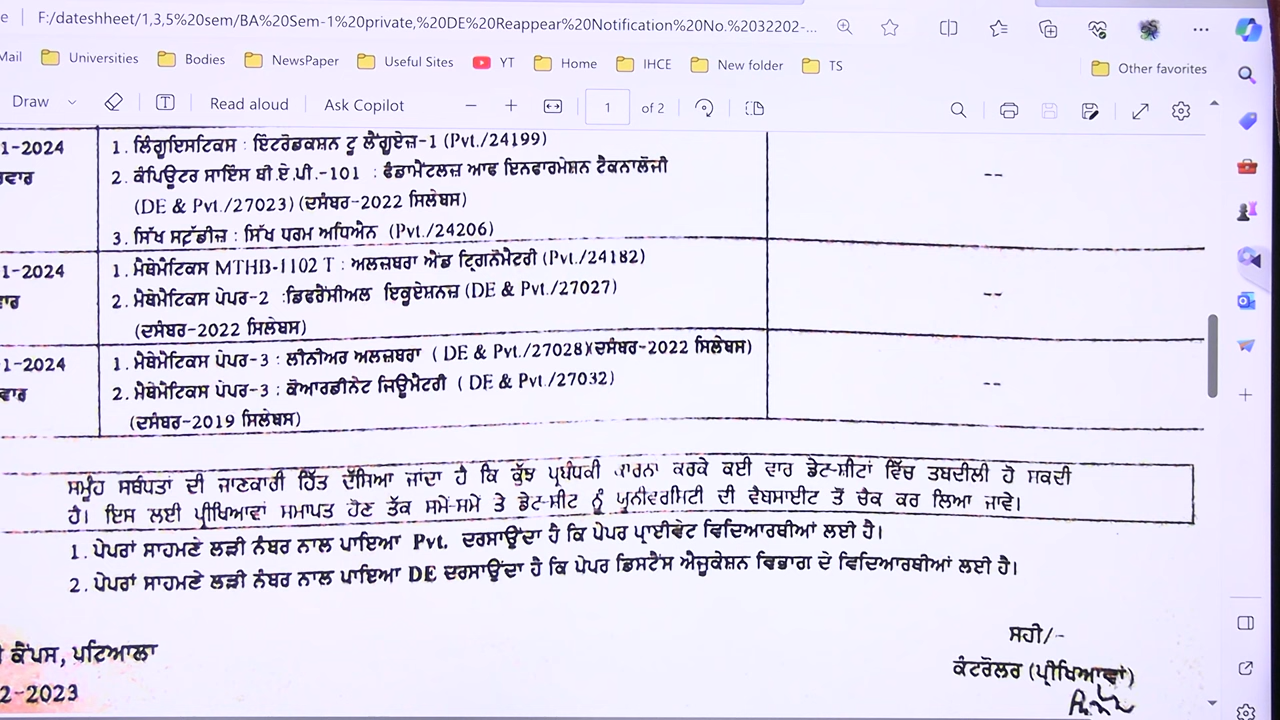 F:/dateshheet/1,3,5%20sem/BA%20Sem-1%20private,%20DE%20Reappear%20Notification%20No.%2032202-...
Mail Universities Bodies NewsPaper Useful Sites YT Home IHCE New folder TS Other favorites
Draw Read aloud Ask Copilot 1 of 2
1-2024
1. ਲਿੰਗੂਇਸਟਿਕਸ : ਇੰਟਰੋਡਕਸ਼ਨ ਟੂ ਲੈਂਗੂਏਜ਼-1 (Pvt./24199)
2. ਕੰਪਿਊਟਰ ਸਾਇੰਸ ਬੀ.ਏ.ਪੀ.-101 : ਫੰਡਾਮੈਂਟਲਜ਼ ਆਫ ਇਨਫਾਰਮੇਸ਼ਨ ਟੈਕਨਾਲੋਜੀ
(DE & Pvt./27023) (ਦਸੰਬਰ-2022 ਸਿਲੇਬਸ)
3. ਸਿੱਖ ਸਟੱਡੀਜ਼ : ਸਿੱਖ ਧਰਮ ਅਧਿਐਨ (Pvt./24206)
--
1-2024
1. ਮੈਥੇਮੈਟਿਕਸ MTHB-1102 T : ਅਲਜ਼ਬਰਾ ਐਂਡ ਟ੍ਰਿਗਨੋਮੈਟਰੀ (Pvt./24182)
2. ਮੈਥੇਮੈਟਿਕਸ ਪੇਪਰ-2 :ਡਿਫਰੈਂਸੀਅਲ ਇਕੂਏਸ਼ਨਜ਼ (DE & Pvt./27027)
(ਦਸੰਬਰ-2022 ਸਿਲੇਬਸ)
--
1-2024
1. ਮੈਥੇਮੈਟਿਕਸ ਪੇਪਰ-3 : ਲੀਨੀਅਰ ਅਲਜ਼ਬਰਾ ( DE & Pvt./27028)(ਦਸੰਬਰ-2022 ਸਿਲੇਬਸ)
2. ਮੈਥੇਮੈਟਿਕਸ ਪੇਪਰ-3 : ਕੋਆਰਡੀਨੇਟ ਜਿਊਮੈਟਰੀ ( DE & Pvt./27032)
(ਦਸੰਬਰ-2019 ਸਿਲੇਬਸ)
--
ਸਮੂੰਹ ਸਬੰਧਤਾਂ ਦੀ ਜਾਣਕਾਰੀ ਹਿੱਤ ਦੱਸਿਆ ਜਾਂਦਾ ਹੈ ਕਿ ਕੁੱਝ ਪ੍ਰਬੰਧਕੀ ਕਾਰਨਾ ਕਰਕੇ ਕਈ ਵਾਰ ਡੇਟ-ਸ਼ੀਟਾਂ ਵਿੱਚ ਤਬਦੀਲੀ ਹੋ ਸਕਦੀ
ਹੈ। ਇਸ ਲਈ ਪ੍ਰੀਖਿਆਵਾਂ ਸਮਾਪਤ ਹੋਣ ਤੱਕ ਸਮੇਂ-ਸਮੇਂ ਤੇ ਡੇਟ-ਸ਼ੀਟ ਨੂੰ ਯੂਨੀਵਰਸਿਟੀ ਦੀ ਵੈਬਸਾਈਟ ਤੋਂ ਚੈਕ ਕਰ ਲਿਆ ਜਾਵੇ।
1. ਪੇਪਰਾਂ ਸਾਹਮਣੇ ਲੜੀ ਨੰਬਰ ਨਾਲ ਪਾਇਆ Pvt. ਦਰਸਾਉਂਦਾ ਹੈ ਕਿ ਪੇਪਰ ਪ੍ਰਾਈਵੇਟ ਵਿਦਿਆਰਥੀਆਂ ਲਈ ਹੈ।
2. ਪੇਪਰਾਂ ਸਾਹਮਣੇ ਲੜੀ ਨੰਬਰ ਨਾਲ ਪਾਇਆ DE ਦਰਸਾਉਂਦਾ ਹੈ ਕਿ ਪੇਪਰ ਡਿਸਟੈਂਸ ਐਜੂਕੇਸ਼ਨ ਵਿਭਾਗ ਦੇ ਵਿਦਿਆਰਥੀਆਂ ਲਈ ਹੈ।
ਕੈਂਪਸ, ਪਟਿਆਲਾ
2-2023
ਸਹੀ/-
ਕੰਟਰੋਲਰ (ਪ੍ਰੀਖਿਆਵਾਂ)